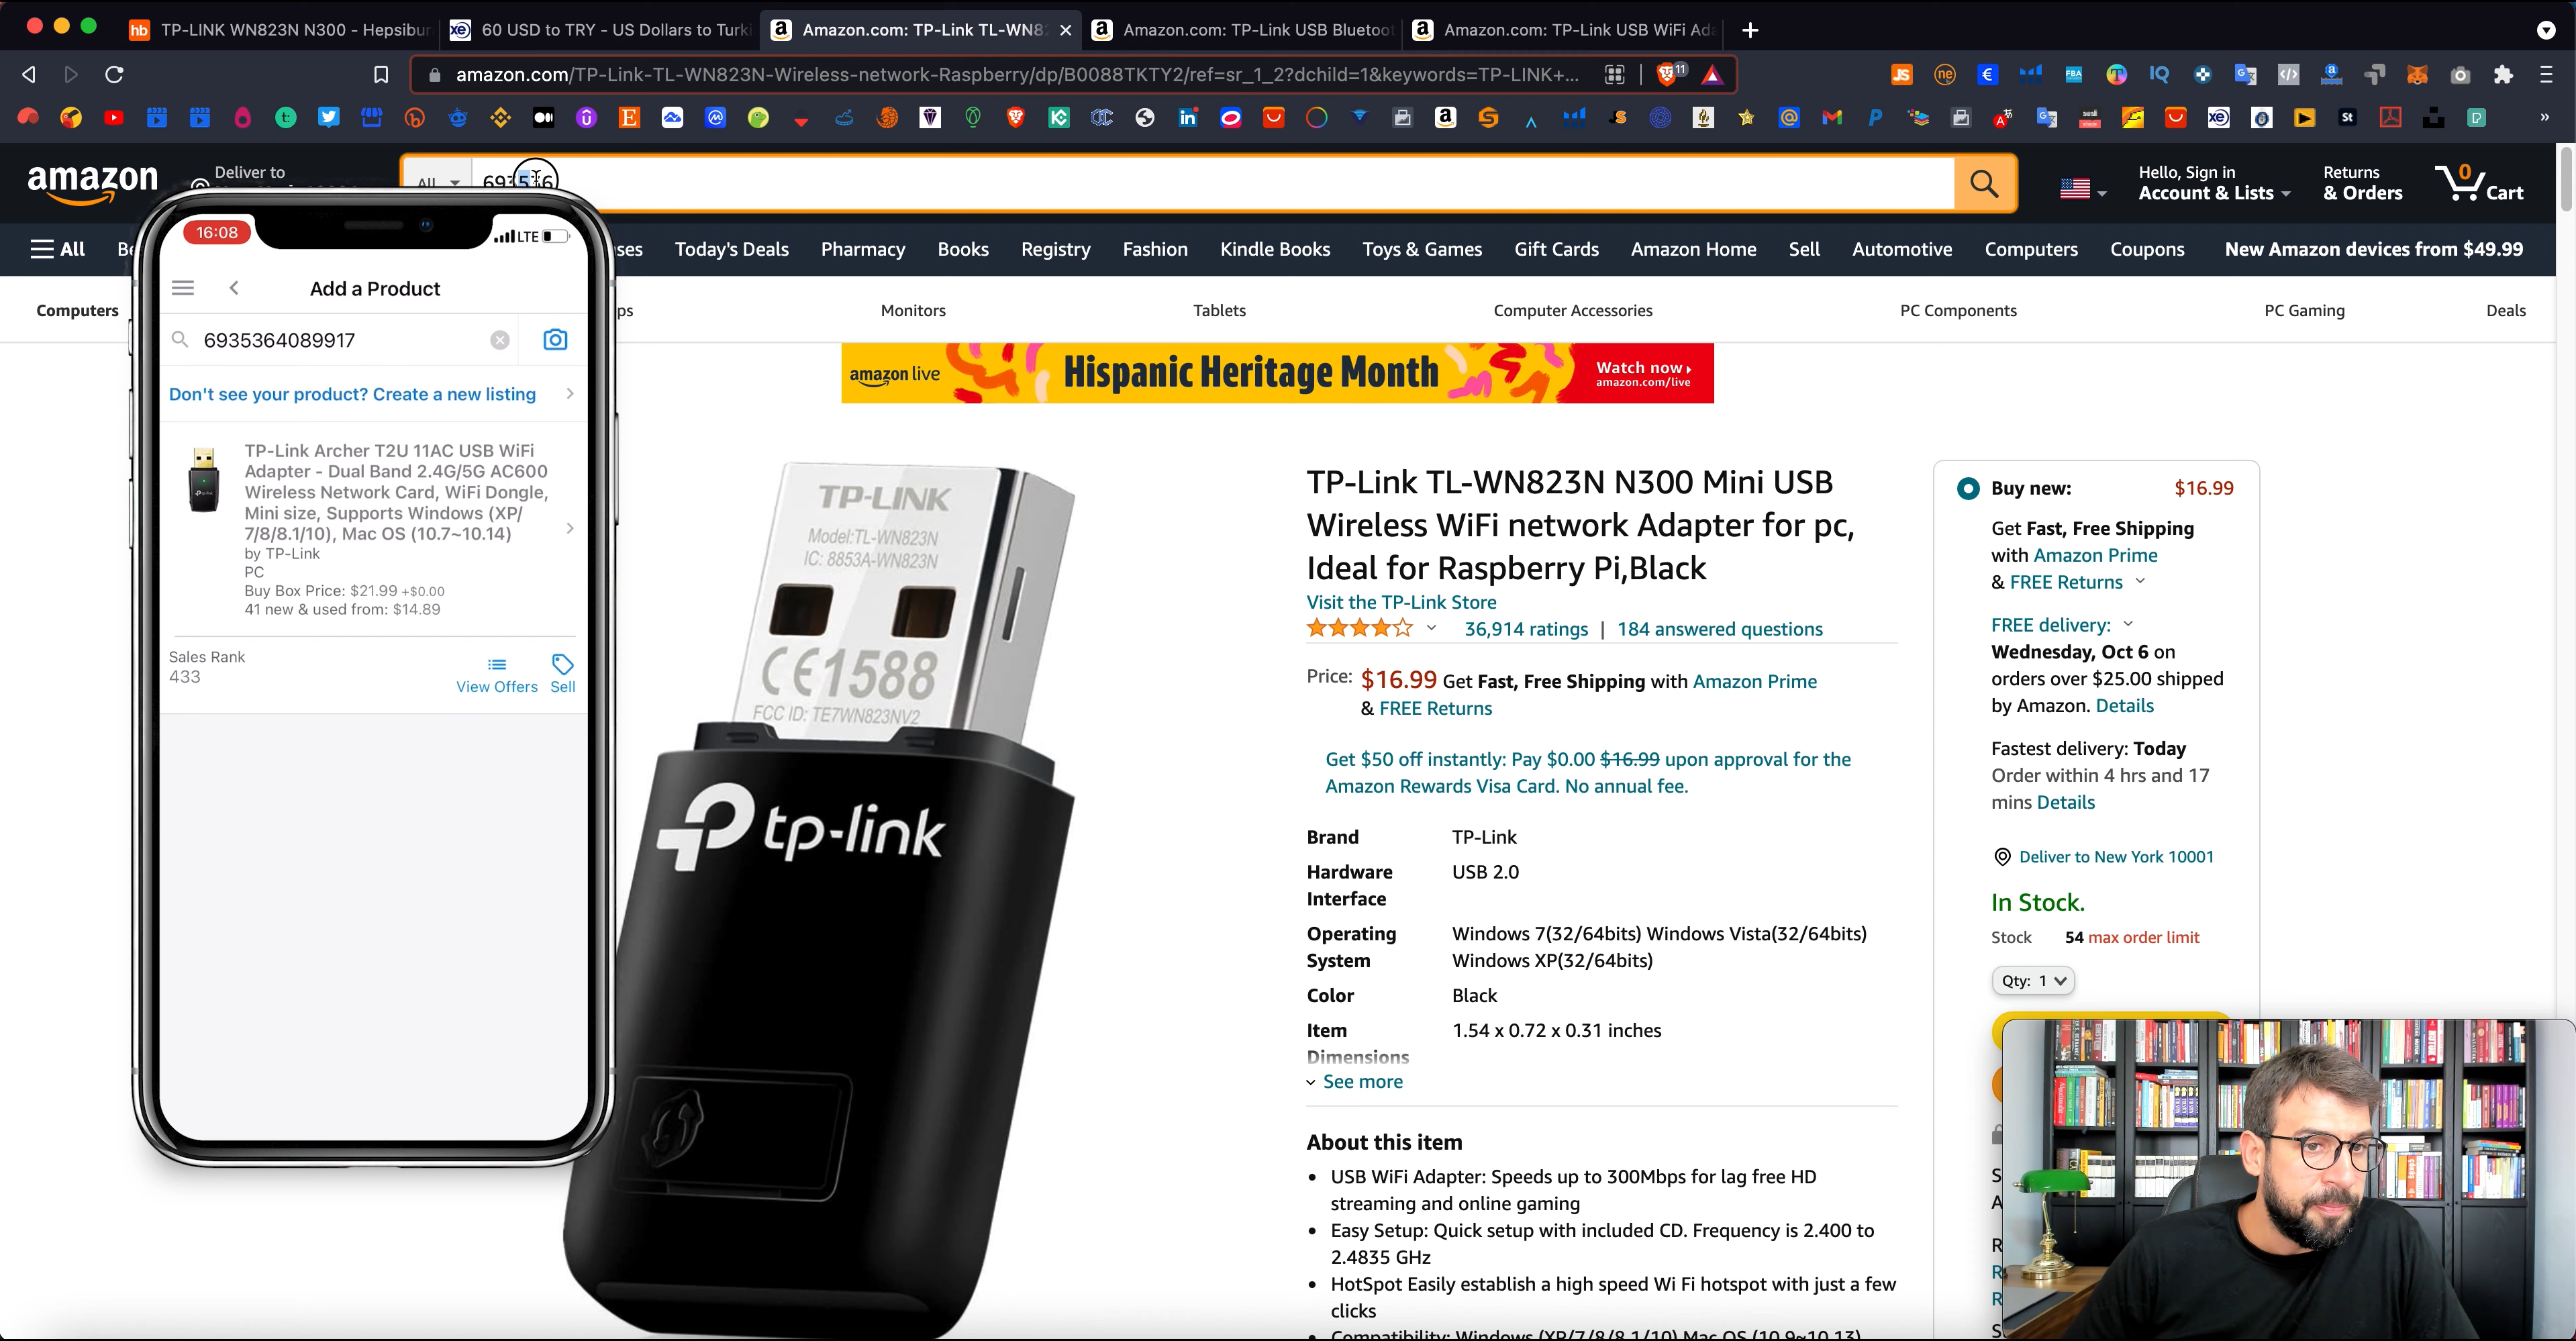 TP-LINK WN823N N300 - Hepsibur
60 USD to TRY - US Dollars to Turki
Amazon.com: TP-Link TL-WN82
Amazon.com: TP-Link USB Bluetoot
Amazon.com: TP-Link USB WiFi Ada
amazon.com/TP-Link-TL-WN823N-Wireless-network-Raspberry/dp/B0088TKTY2/ref=sr_1_2?dchild=1&keywords=TP-LINK+...
11
amazon
Deliver to
All
Hello, Sign in
Account & Lists
Returns
& Orders
0
Cart
All
Today's Deals
Pharmacy
Books
Registry
Fashion
Kindle Books
Toys & Games
Gift Cards
Amazon Home
Sell
Automotive
Computers
Coupons
New Amazon devices from $49.99
Computers
Monitors
Tablets
Computer Accessories
PC Components
PC Gaming
Deals
amazon live
Hispanic Heritage Month
Watch now
amazon.com/live
16:08
LTE
Add a Product
6935364089917
Don't see your product? Create a new listing
TP-Link Archer T2U 11AC USB WiFi
Adapter - Dual Band 2.4G/5G AC600
Wireless Network Card, WiFi Dongle,
Mini size, Supports Windows (XP/
7/8/8.1/10), Mac OS (10.7~10.14)
by TP-Link
PC
Buy Box Price: $21.99 +$0.00
41 new & used from: $14.89
Sales Rank
433
View Offers
Sell
TP-LINK
Model:TL-WN823N
IC: 8853A-WN823N
CE1588
FCC ID: TE7WN823NV2
tp-link
TP-Link TL-WN823N N300 Mini USB
Wireless WiFi network Adapter for pc,
Ideal for Raspberry Pi,Black
Visit the TP-Link Store
36,914 ratings | 184 answered questions
Price: $16.99 Get Fast, Free Shipping with Amazon Prime
& FREE Returns
Get $50 off instantly: Pay $0.00 $16.99 upon approval for the
Amazon Rewards Visa Card. No annual fee.
Brand TP-Link
Hardware USB 2.0
Interface
Operating Windows 7(32/64bits) Windows Vista(32/64bits)
System Windows XP(32/64bits)
Color Black
Item 1.54 x 0.72 x 0.31 inches
Dimensions
See more
About this item
• USB WiFi Adapter: Speeds up to 300Mbps for lag free HD
streaming and online gaming
• Easy Setup: Quick setup with included CD. Frequency is 2.400 to
2.4835 GHz
• HotSpot Easily establish a high speed Wi Fi hotspot with just a few
clicks
• Compatibility: Windows (XP/7/8/8.1/10) Mac OS (10.9~10.13)
Buy new: $16.99
Get Fast, Free Shipping
with Amazon Prime
& FREE Returns
FREE delivery:
Wednesday, Oct 6 on
orders over $25.00 shipped
by Amazon. Details
Fastest delivery: Today
Order within 4 hrs and 17
mins Details
Deliver to New York 10001
In Stock.
Stock 54 max order limit
Qty: 1